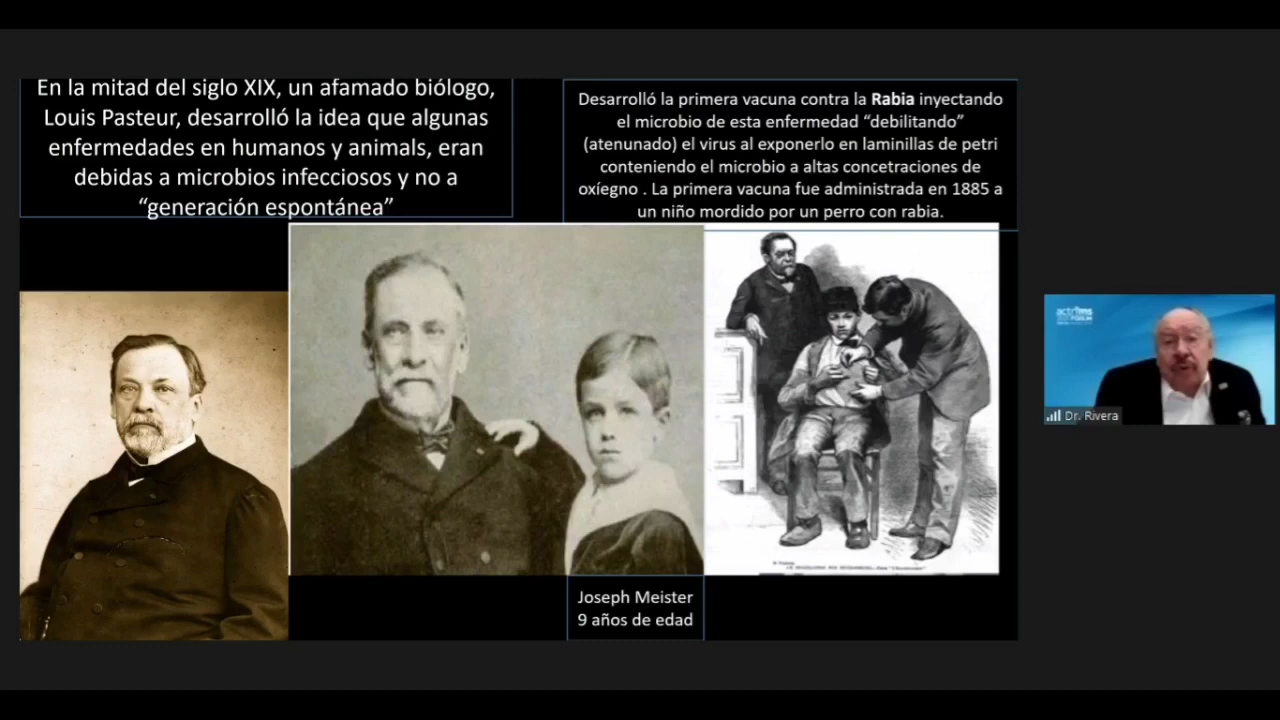 En la mitad del siglo XIX, un afamado biólogo,
Louis Pasteur, desarrolló la idea que algunas
enfermedades en humanos y animals, eran
debidas a microbios infecciosos y no a
“generación espontánea”
Desarrolló la primera vacuna contra la Rabia inyectando
el microbio de esta enfermedad “debilitando”
(atenunado) el virus al exponerlo en laminillas de petri
conteniendo el microbio a altas concetraciones de
oxíegno . La primera vacuna fue administrada en 1885 a
un niño mordido por un perro con rabia.
Joseph Meister
9 años de edad
Dr. Rivera